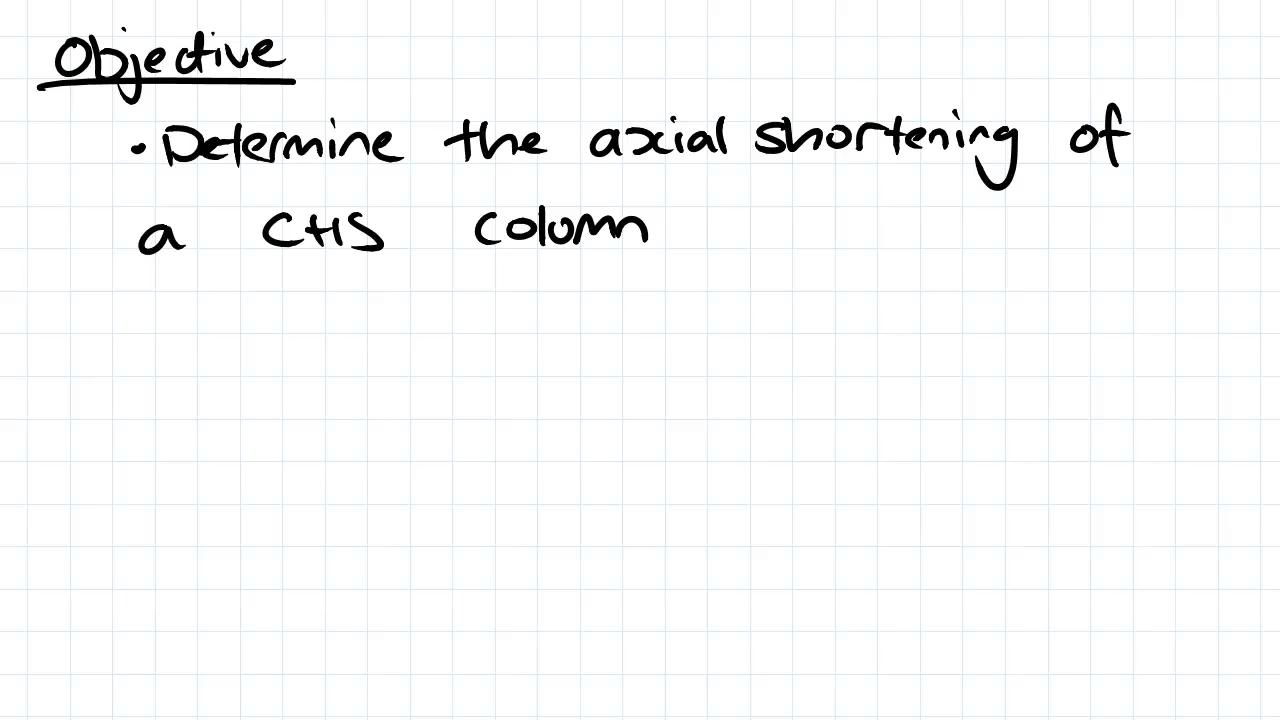 Objective
• Determine the axial shortening of
a CHS column